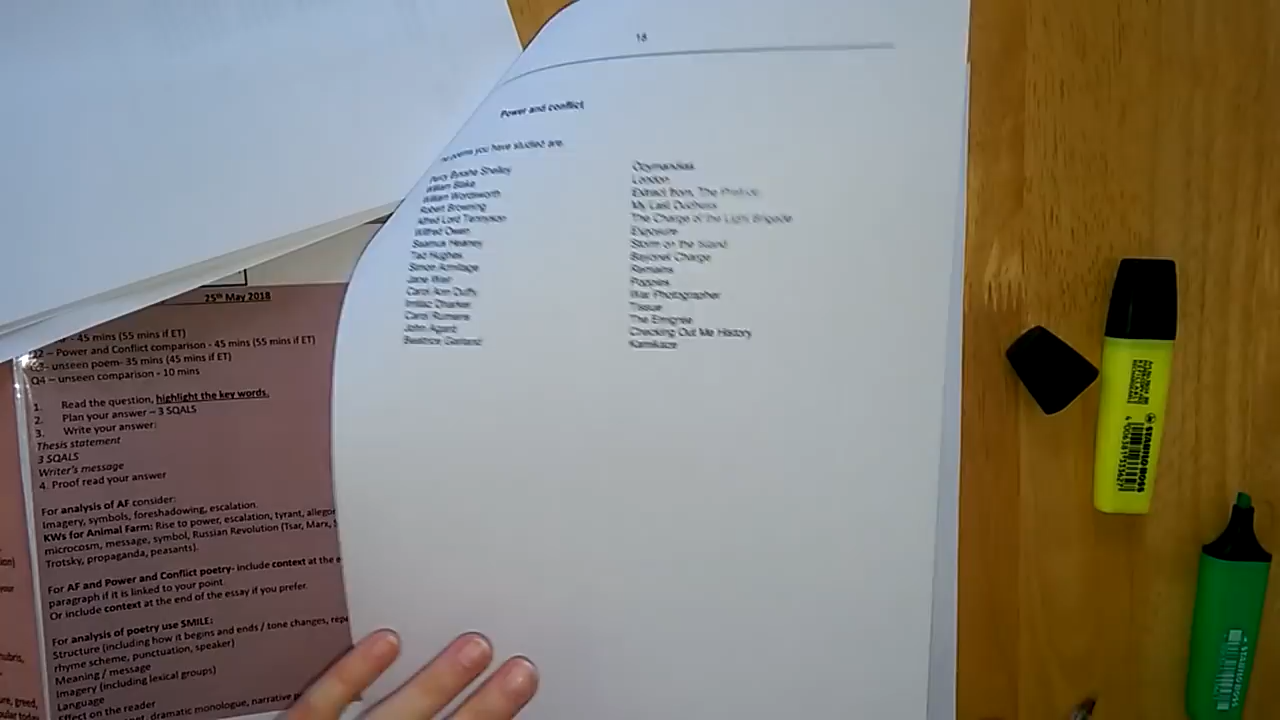 18
Power and conflict
poems you have studied are:
Percy Bysshe Shelley Ozymandias
William Blake London
William Wordsworth Extract from, The Prelude
Robert Browning My Last Duchess
Alfred Lord Tennyson The Charge of the Light Brigade
Wilfred Owen Exposure
Seamus Heaney Storm on the Island
Ted Hughes Bayonet Charge
Simon Armitage Remains
Jane Weir Poppies
Carol Ann Duffy War Photographer
Imtiaz Dharker Tissue
Carol Rumens The Emigrée
John Agard Checking Out Me History
Beatrice Garland Kamikaze
25th May 2018
- 45 mins (55 mins if ET)
Q2 – Power and Conflict comparison - 45 mins (55 mins if ET)
Q3 - unseen poem- 35 mins (45 mins if ET)
Q4 – unseen comparison - 10 mins
1. Read the question, highlight the key words.
2. Plan your answer – 3 SQALS
3. Write your answer:
Thesis statement
3 SQALS
Writer's message
4. Proof read your answer
For analysis of AF consider:
Imagery, symbols, foreshadowing, escalation.
KWs for Animal Farm: Rise to power, escalation, tyrant,
microcosm, message, symbol, Russian Revolution (Tsar, Marx,
Trotsky, propaganda, peasants).
For AF and Power and Conflict poetry- include context at the
paragraph if it is linked to your point.
Or include context at the end of the essay if you prefer.
For analysis of poetry use SMILE:
Structure (including how it begins and ends / tone changes,
rhyme scheme, punctuation, speaker)
Meaning / message
Imagery (including lexical groups)
Language
Effect on the reader
dramatic monologue, narrative
STABILO BOSS